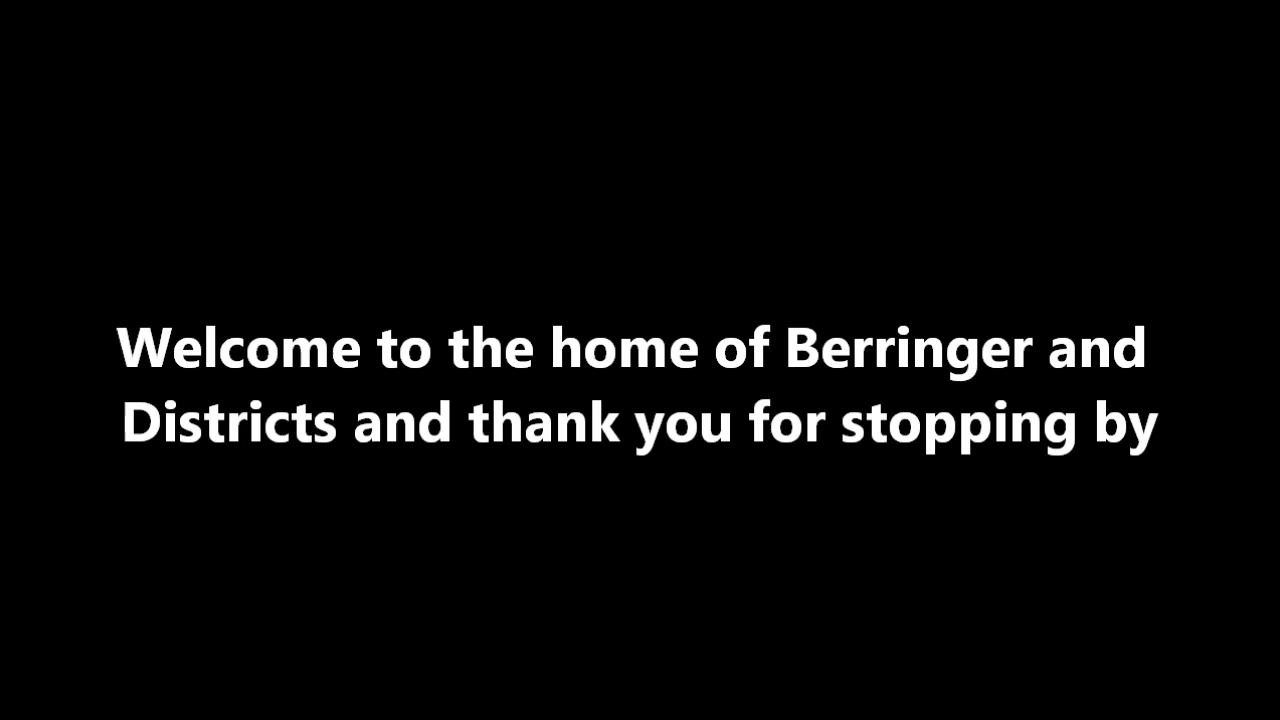 Welcome to the home of Berringer and
Districts and thank you for stopping by